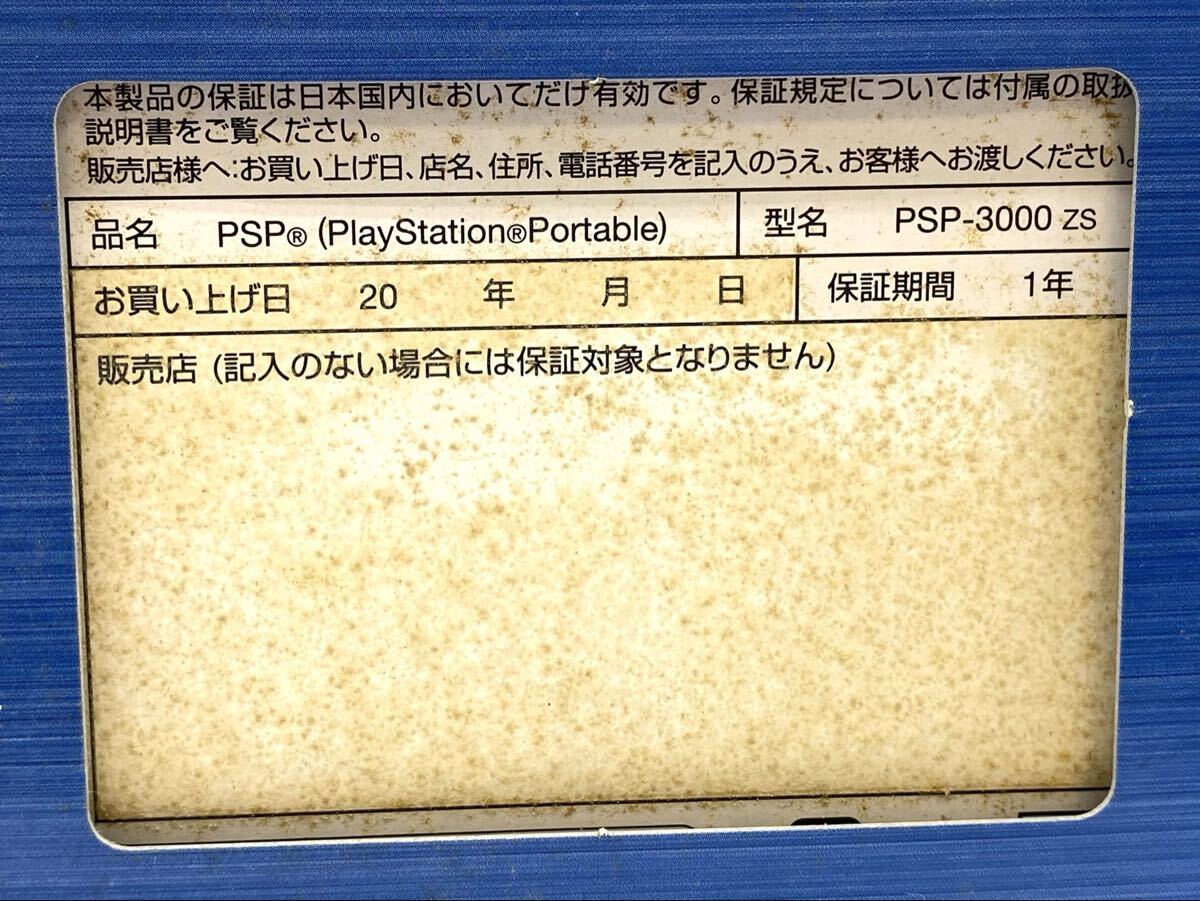 本製品の保証は日本国内においてだけ有効です。保証規定については付属の取扱
説明書をご覧ください。
販売店様へ:お買い上げ日、店名、住所、電話番号を記入のうえ、お客様へお渡しください。
品名 PSP® (PlayStation®Portable) 型名 PSP-3000 ZS
お買い上げ日 20 年 月 日 保証期間 1年
販売店 (記入のない場合には保証対象となりません)